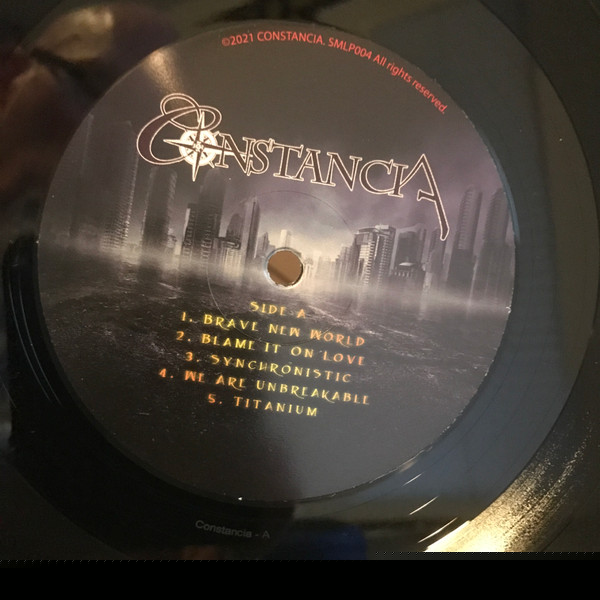 ©2021 CONSTANCIA. SMLP004 All rights reserved.
CONSTANCIA
SIDE A
1. BRAVE NEW WORLD
2. BLAME IT ON LOVE
3. SYNCHRONISTIC
4. WE ARE UNBREAKABLE
5. TITANIUM
Constancia - A